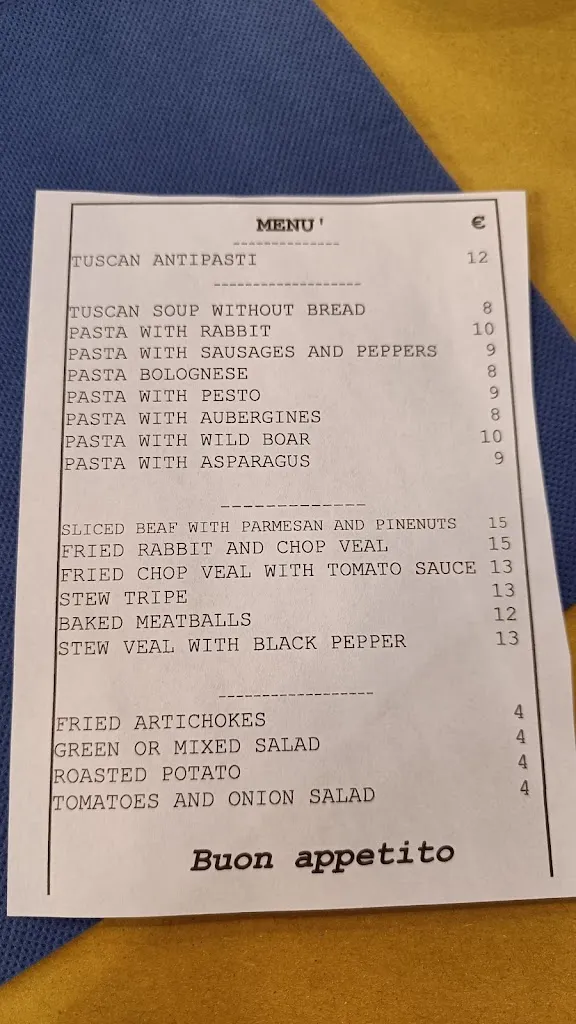 MENU' €
--------------
TUSCAN ANTIPASTI 12
-------------------
TUSCAN SOUP WITHOUT BREAD 8
PASTA WITH RABBIT 10
PASTA WITH SAUSAGES AND PEPPERS 9
PASTA BOLOGNESE 8
PASTA WITH PESTO 9
PASTA WITH AUBERGINES 8
PASTA WITH WILD BOAR 10
PASTA WITH ASPARAGUS 9
--------------
SLICED BEAF WITH PARMESAN AND PINENUTS 15
FRIED RABBIT AND CHOP VEAL 15
FRIED CHOP VEAL WITH TOMATO SAUCE 13
STEW TRIPE 13
BAKED MEATBALLS 12
STEW VEAL WITH BLACK PEPPER 13
-----------------
FRIED ARTICHOKES 4
GREEN OR MIXED SALAD 4
ROASTED POTATO 4
TOMATOES AND ONION SALAD 4
Buon appetito